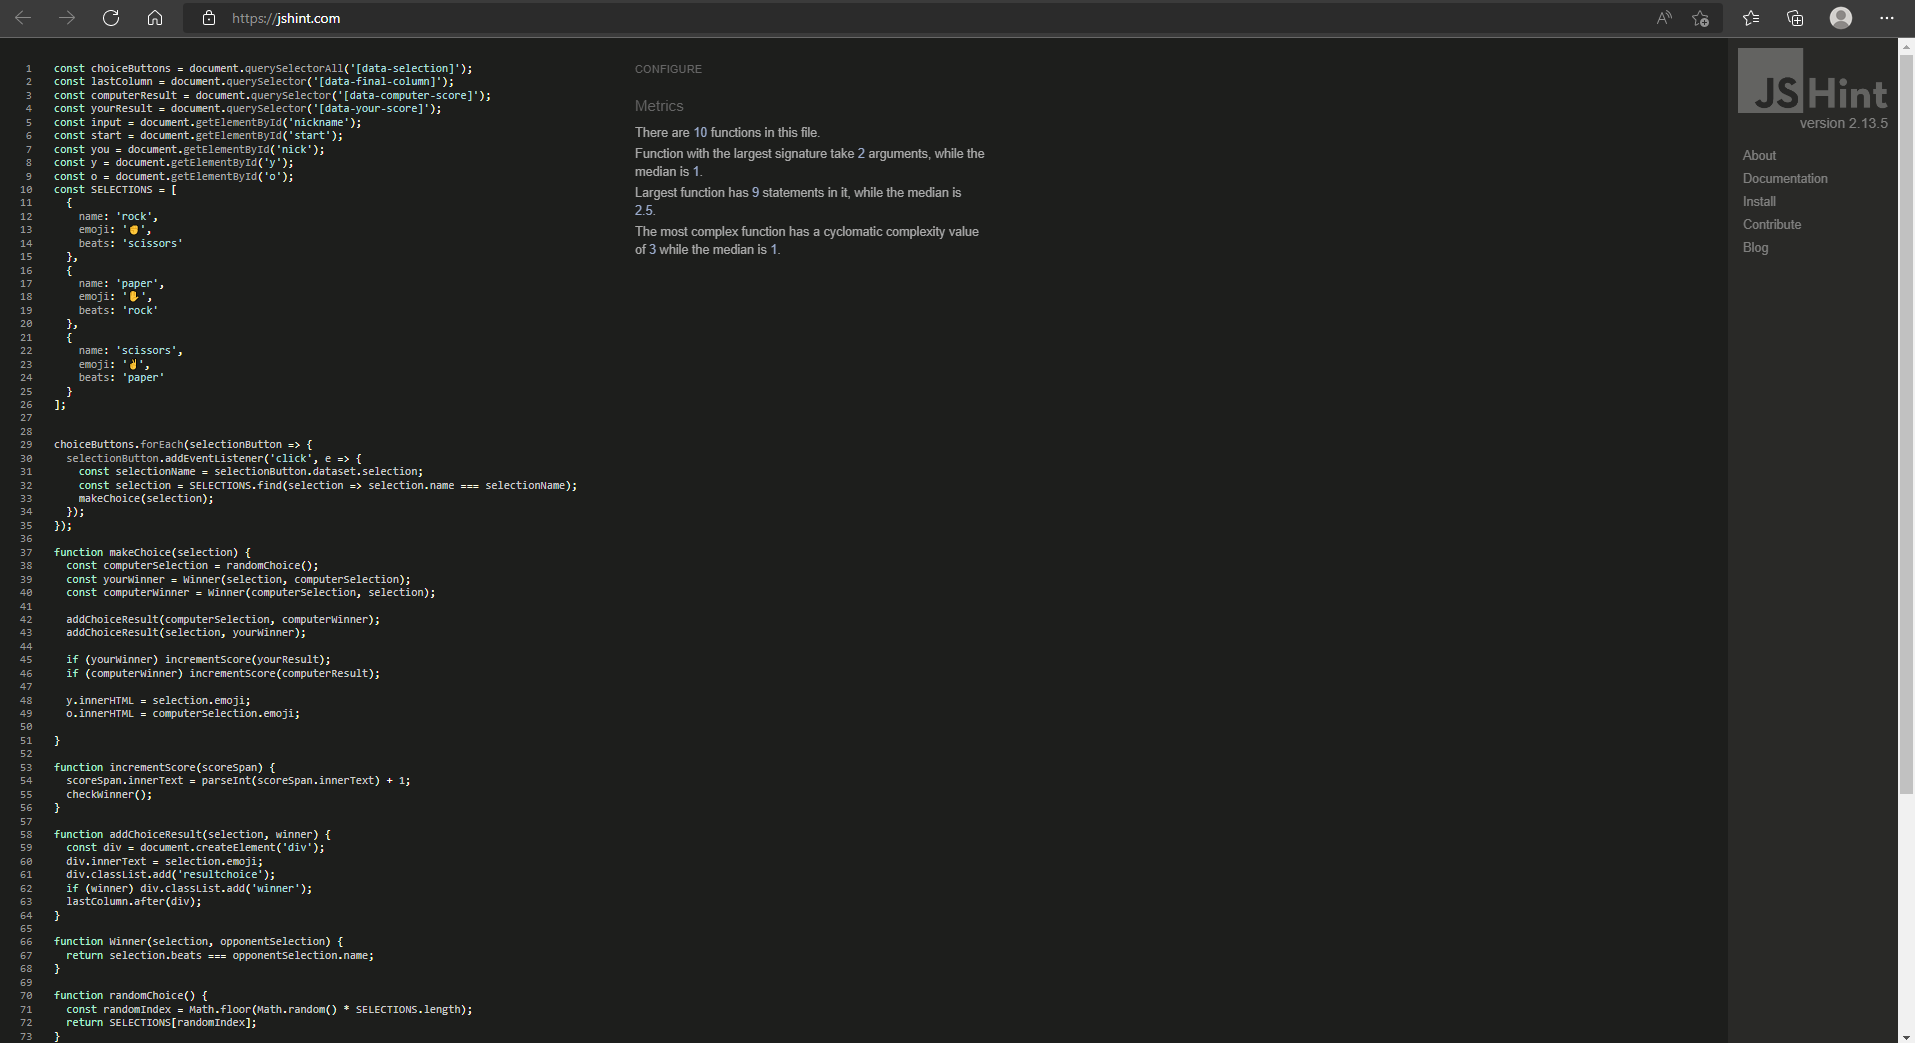 https://jshint.com
1 const choiceButtons = document.querySelectorAll('[data-selection]');
2 const lastColumn = document.querySelector('[data-final-column]');
3 const computerResult = document.querySelector('[data-computer-score]');
4 const yourResult = document.querySelector('[data-your-score]');
5 const input = document.getElementById('nickname');
6 const start = document.getElementById('start');
7 const you = document.getElementById('nick');
8 const y = document.getElementById('y');
9 const o = document.getElementById('o');
10 const SELECTIONS = [
11 {
12 name: 'rock',
13 emoji: '✊',
14 beats: 'scissors'
15 },
16 {
17 name: 'paper',
18 emoji: '✋',
19 beats: 'rock'
20 },
21 {
22 name: 'scissors',
23 emoji: '✌',
24 beats: 'paper'
25 }
26 ];
27
28
29 choiceButtons.forEach(selectionButton => {
30 selectionButton.addEventListener('click', e => {
31 const selectionName = selectionButton.dataset.selection;
32 const selection = SELECTIONS.find(selection => selection.name === selectionName);
33 makeChoice(selection);
34 });
35 });
36
37 function makeChoice(selection) {
38 const computerSelection = randomChoice();
39 const yourWinner = Winner(selection, computerSelection);
40 const computerWinner = Winner(computerSelection, selection);
41
42 addChoiceResult(computerSelection, computerWinner);
43 addChoiceResult(selection, yourWinner);
44
45 if (yourWinner) incrementScore(yourResult);
46 if (computerWinner) incrementScore(computerResult);
47
48 y.innerHTML = selection.emoji;
49 o.innerHTML = computerSelection.emoji;
50
51 }
52
53 function incrementScore(scoreSpan) {
54 scoreSpan.innerText = parseInt(scoreSpan.innerText) + 1;
55 checkWinner();
56 }
57
58 function addChoiceResult(selection, winner) {
59 const div = document.createElement('div');
60 div.innerText = selection.emoji;
61 div.classList.add('resultchoice');
62 if (winner) div.classList.add('winner');
63 lastColumn.after(div);
64 }
65
66 function Winner(selection, opponentSelection) {
67 return selection.beats === opponentSelection.name;
68 }
69
70 function randomChoice() {
71 const randomIndex = Math.floor(Math.random() * SELECTIONS.length);
72 return SELECTIONS[randomIndex];
73 }
CONFIGURE
Metrics
There are 10 functions in this file.
Function with the largest signature take 2 arguments, while the
median is 1.
Largest function has 9 statements in it, while the median is
2.5.
The most complex function has a cyclomatic complexity value
of 3 while the median is 1.
JSHint
version 2.13.5
About
Documentation
Install
Contribute
Blog